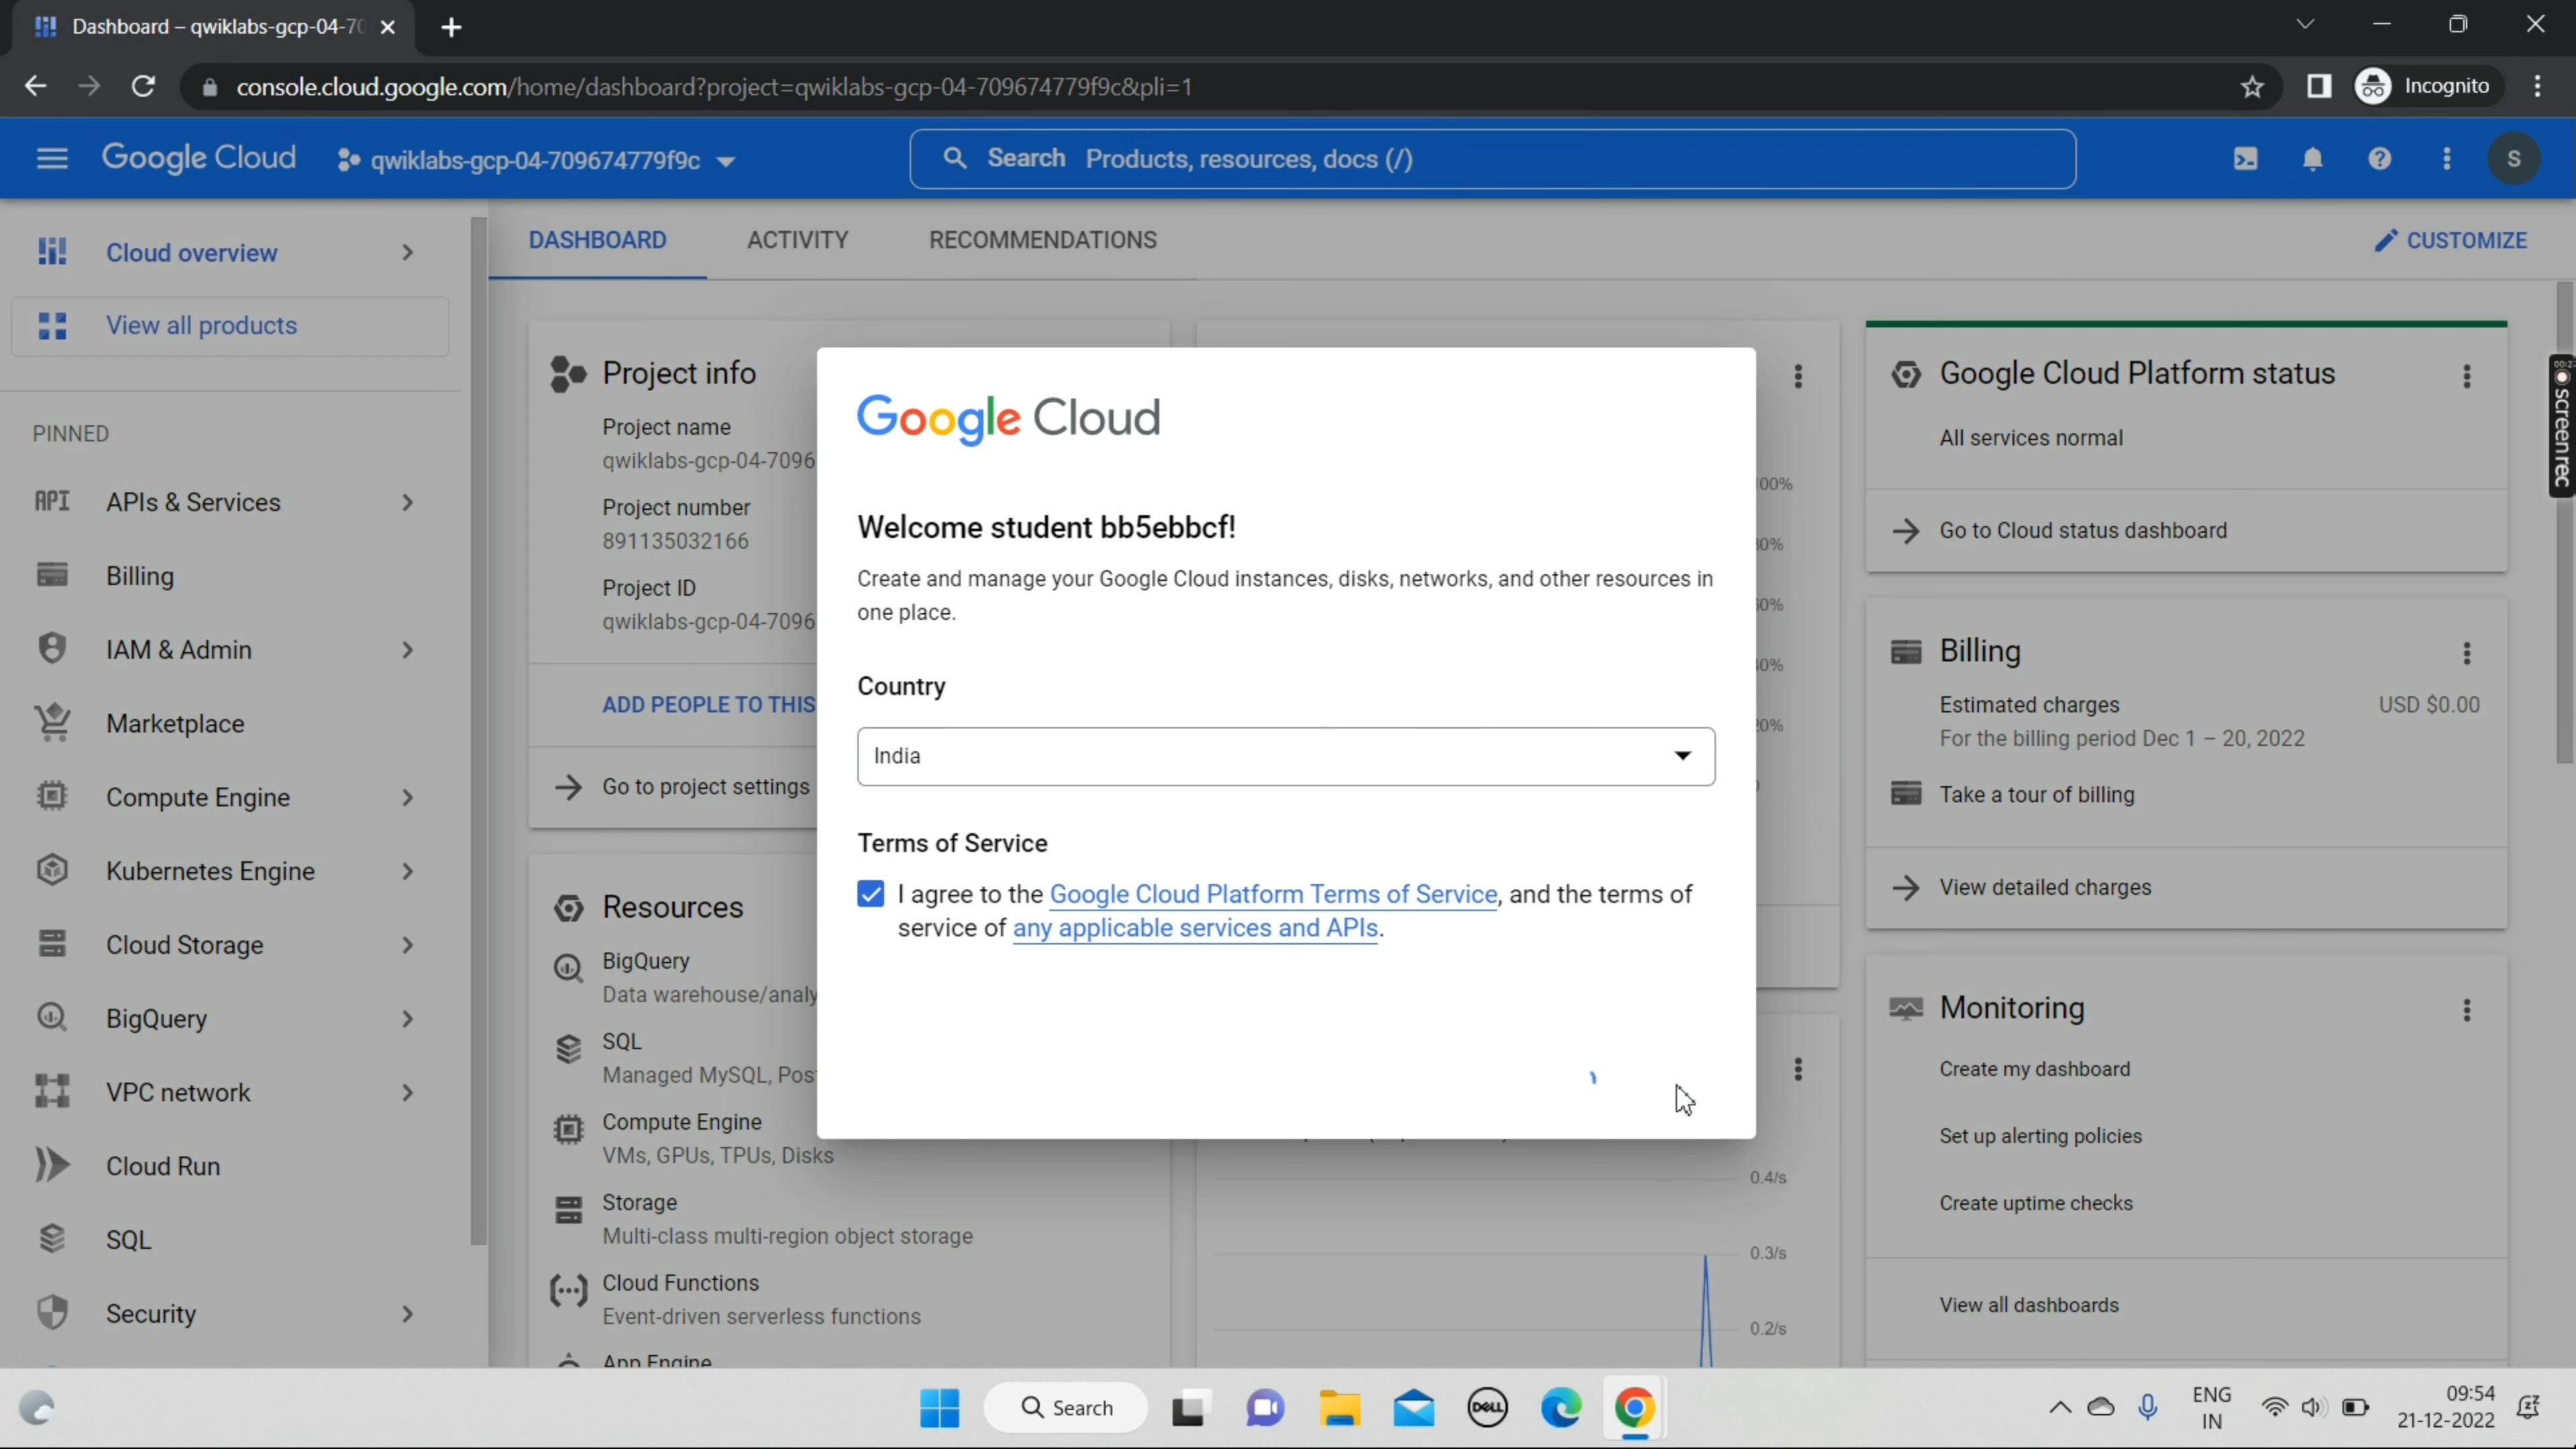 Dashboard – qwiklabs-gcp-04-70
console.cloud.google.com/home/dashboard?project=qwiklabs-gcp-04-709674779f9c&pli=1
Incognito
Google Cloud
qwiklabs-gcp-04-709674779f9c
Search Products, resources, docs (/)
S
Cloud overview
View all products
PINNED
API APIs & Services
Billing
IAM & Admin
Marketplace
Compute Engine
Kubernetes Engine
Cloud Storage
BigQuery
VPC network
Cloud Run
SQL
Security
DASHBOARD
ACTIVITY
RECOMMENDATIONS
CUSTOMIZE
Project info
Project name
qwiklabs-gcp-04-7096
Project number
891135032166
Project ID
qwiklabs-gcp-04-7096
ADD PEOPLE TO THIS
Go to project settings
Resources
BigQuery
Data warehouse/analy
SQL
Managed MySQL, Pos
Compute Engine
VMs, GPUs, TPUs, Disks
Storage
Multi-class multi-region object storage
Cloud Functions
Event-driven serverless functions
App Engine
Google Cloud
Welcome student bb5ebbcf!
Create and manage your Google Cloud instances, disks, networks, and other resources in
one place.
Country
India
Terms of Service
I agree to the Google Cloud Platform Terms of Service, and the terms of
service of any applicable services and APIs.
00%
0%
0%
0%
20%
0.4/s
0.3/s
0.2/s
Google Cloud Platform status
All services normal
Go to Cloud status dashboard
Billing
Estimated charges USD $0.00
For the billing period Dec 1 – 20, 2022
Take a tour of billing
View detailed charges
Monitoring
Create my dashboard
Set up alerting policies
Create uptime checks
View all dashboards
screenrec
Search
DELL
ENG
IN
09:54
21-12-2022